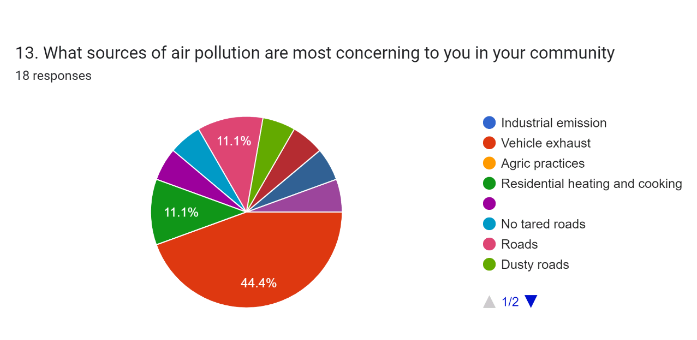 13. What sources of air pollution are most concerning to you in your community
18 responses
11.1%
11.1%
44.4%
Industrial emission
Vehicle exhaust
Agric practices
Residential heating and cooking
No tared roads
Roads
Dusty roads
1/2